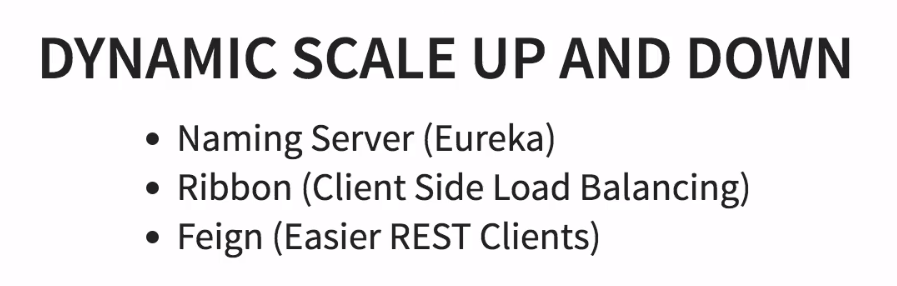 DYNAMIC SCALE UP AND DOWN
• Naming Server (Eureka)
• Ribbon (Client Side Load Balancing)
• Feign (Easier REST Clients)